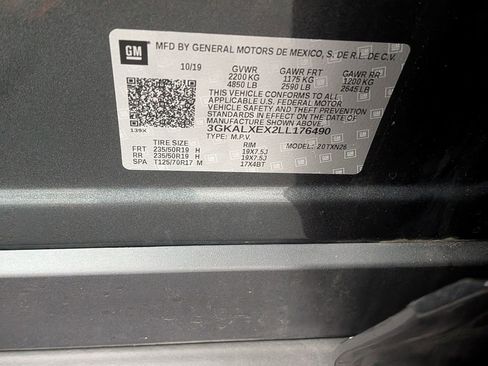 GM
MFD BY GENERAL MOTORS DE MEXICO, S. DE R.L. DE C.V.
10/19 GVWR GAWR FRT GAWR RR
2200 KG 1175 KG 1200 KG
4850 LB 2590 LB 2645 LB
THIS VEHICLE CONFORMS TO ALL
APPLICABLE U.S. FEDERAL MOTOR
VEHICLE SAFETY AND THEFT PREVENTION
STANDARDS IN EFFECT ON THE DATE OF
MANUFACTURE SHOWN ABOVE.
139X 3GKALXEX2LL176490
TYPE: M.P.V.
TIRE SIZE RIM MODEL: 20TXN26
FRT 235/50R19 H 19X7.5J
RR 235/50R19 H 19X7.5J
SPA T125/70R17 M 17X4BT